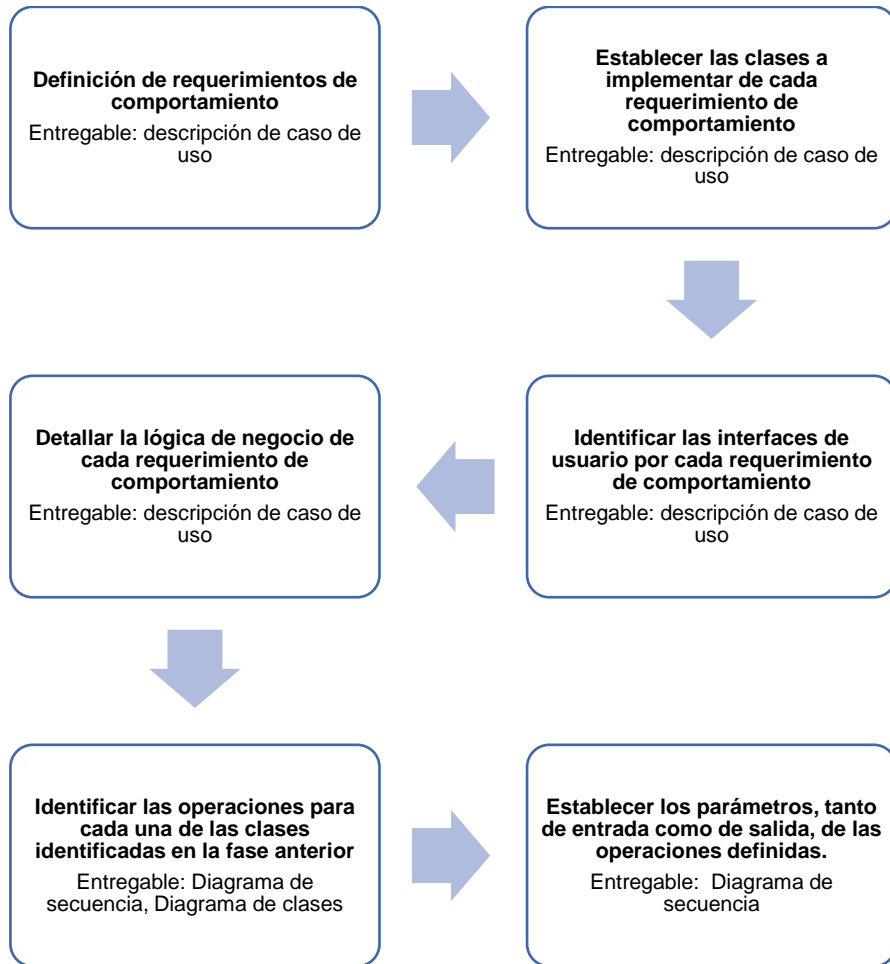 Definición de requerimientos de
comportamiento
Entregable: descripción de caso de
uso
Establecer las clases a
implementar de cada
requerimiento de
comportamiento
Entregable: descripción de caso de
uso
Identificar las interfaces de
usuario por cada requerimiento
de comportamiento
Entregable: descripción de caso de
uso
Detallar la lógica de negocio de
cada requerimiento de
comportamiento
Entregable: descripción de caso de
uso
Identificar las operaciones para
cada una de las clases
identificadas en la fase anterior
Entregable: Diagrama de
secuencia, Diagrama de clases
Establecer los parámetros, tanto
de entrada como de salida, de las
operaciones definidas.
Entregable: Diagrama de
secuencia